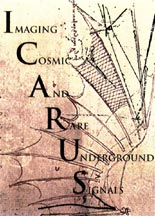 IMAGING
COSMIC
AND
RARE
UNDERGROUND
SIGNALS